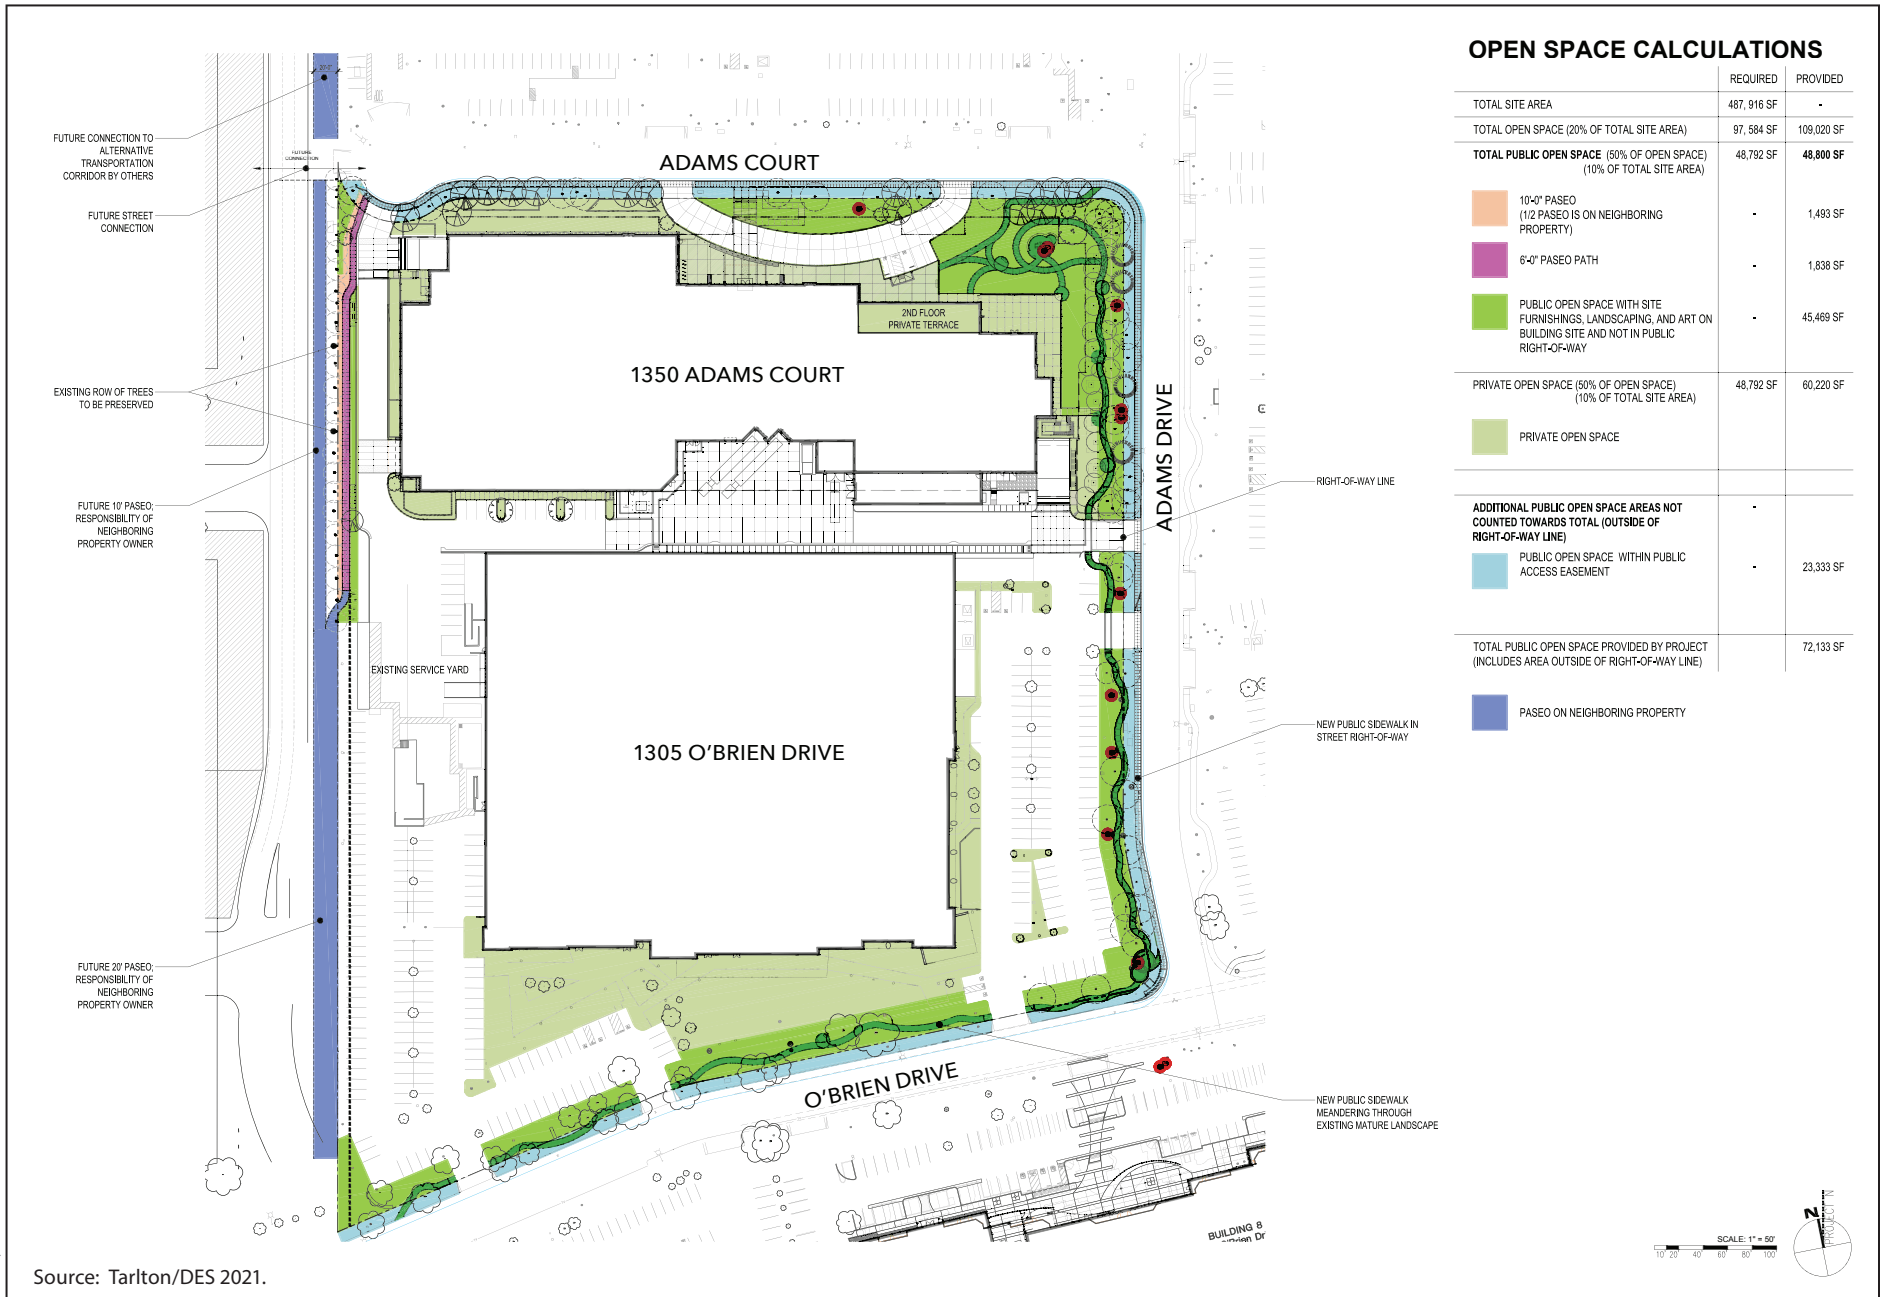 OPEN SPACE CALCULATIONS
REQUIRED PROVIDED
TOTAL SITE AREA 487, 916 SF -
TOTAL OPEN SPACE (20% OF TOTAL SITE AREA) 97, 584 SF 109,020 SF
TOTAL PUBLIC OPEN SPACE (50% OF OPEN SPACE) 48,792 SF 48,800 SF
(10% OF TOTAL SITE AREA)
10'-0" PASEO
(1/2 PASEO IS ON NEIGHBORING - 1,493 SF
PROPERTY)
6'-0" PASEO PATH - 1,838 SF
PUBLIC OPEN SPACE WITH SITE
FURNISHINGS, LANDSCAPING, AND ART ON - 45,469 SF
BUILDING SITE AND NOT IN PUBLIC
RIGHT-OF-WAY
PRIVATE OPEN SPACE (50% OF OPEN SPACE) 48,792 SF 60,220 SF
(10% OF TOTAL SITE AREA)
PRIVATE OPEN SPACE
ADDITIONAL PUBLIC OPEN SPACE AREAS NOT -
COUNTED TOWARDS TOTAL (OUTSIDE OF
RIGHT-OF-WAY LINE)
PUBLIC OPEN SPACE WITHIN PUBLIC
ACCESS EASEMENT - 23,333 SF
TOTAL PUBLIC OPEN SPACE PROVIDED BY PROJECT 72,133 SF
(INCLUDES AREA OUTSIDE OF RIGHT-OF-WAY LINE)
PASEO ON NEIGHBORING PROPERTY
20'-0"
FUTURE CONNECTION TO
ALTERNATIVE
TRANSPORTATION
CORRIDOR BY OTHERS
FUTURE
CONNECTION
FUTURE STREET
CONNECTION
EXISTING ROW OF TREES
TO BE PRESERVED
FUTURE 10' PASEO;
RESPONSIBILITY OF
NEIGHBORING
PROPERTY OWNER
FUTURE 20' PASEO;
RESPONSIBILITY OF
NEIGHBORING
PROPERTY OWNER
ADAMS COURT
2ND FLOOR
PRIVATE TERRACE
1350 ADAMS COURT
ADAMS DRIVE
RIGHT-OF-WAY LINE
EXISTING SERVICE YARD
1305 O'BRIEN DRIVE
NEW PUBLIC SIDEWALK IN
STREET RIGHT-OF-WAY
O'BRIEN DRIVE
NEW PUBLIC SIDEWALK
MEANDERING THROUGH
EXISTING MATURE LANDSCAPE
BUILDING 8
SCALE: 1" = 50'
10' 20' 40' 60' 80' 100'
N
PROJECT N
Source: Tarlton/DES 2021.